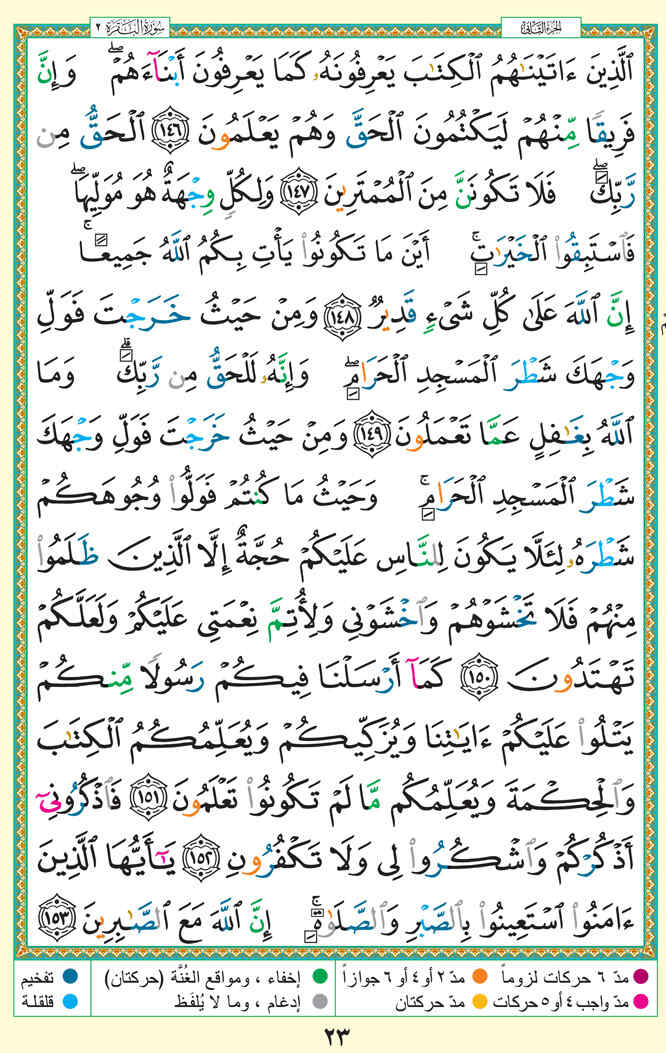 سُورَةُ البَقَرَة ٢
الجزء الثاني
ٱلَّذِينَ ءَاتَيْنَٰهُمُ ٱلْكِتَٰبَ يَعْرِفُونَهُۥ كَمَا يَعْرِفُونَ أَبْنَآءَهُمْ ۖ وَإِنَّ
فَرِيقًا مِّنْهُمْ لَيَكْتُمُونَ ٱلْحَقَّ وَهُمْ يَعْلَمُونَ ١٤٦ ٱلْحَقُّ مِن
رَّبِّكَ ۖ فَلَا تَكُونَنَّ مِنَ ٱلْمُمْتَرِينَ ١٤٧ وَلِكُلٍّ وِجْهَةٌ هُوَ مُوَلِّيهَا ۖ
فَٱسْتَبِقُوا۟ ٱلْخَيْرَٰتِ ۚ أَيْنَ مَا تَكُونُوا۟ يَأْتِ بِكُمُ ٱللَّهُ جَمِيعًا ۚ
إِنَّ ٱللَّهَ عَلَىٰ كُلِّ شَىْءٍ قَدِيرٌ ١٤٨ وَمِنْ حَيْثُ خَرَجْتَ فَوَلِّ
وَجْهَكَ شَطْرَ ٱلْمَسْجِدِ ٱلْحَرَامِ ۖ وَإِنَّهُۥ لَلْحَقُّ مِن رَّبِّكَ ۗ وَمَا
ٱللَّهُ بِغَٰفِلٍ عَمَّا تَعْمَلُونَ ١٤٩ وَمِنْ حَيْثُ خَرَجْتَ فَوَلِّ وَجْهَكَ
شَطْرَ ٱلْمَسْجِدِ ٱلْحَرَامِ ۚ وَحَيْثُ مَا كُنتُمْ فَوَلُّوا۟ وُجُوهَكُمْ
شَطْرَهُۥ لِئَلَّا يَكُونَ لِلنَّاسِ عَلَيْكُمْ حُجَّةٌ إِلَّا ٱلَّذِينَ ظَلَمُوا۟
مِنْهُمْ فَلَا تَخْشَوْهُمْ وَٱخْشَوْنِى وَلِأُتِمَّ نِعْمَتِى عَلَيْكُمْ وَلَعَلَّكُمْ
تَهْتَدُونَ ١٥٠ كَمَآ أَرْسَلْنَا فِيكُمْ رَسُولًا مِّنكُمْ
يَتْلُوا۟ عَلَيْكُمْ ءَايَٰتِنَا وَيُزَكِّيكُمْ وَيُعَلِّمُكُمُ ٱلْكِتَٰبَ
وَٱلْحِكْمَةَ وَيُعَلِّمُكُم مَّا لَمْ تَكُونُوا۟ تَعْلَمُونَ ١٥١ فَٱذْكُرُونِىٓ
أَذْكُرْكُمْ وَٱشْكُرُوا۟ لِى وَلَا تَكْفُرُونِ ١٥٢ يَٰٓأَيُّهَا ٱلَّذِينَ
ءَامَنُوا۟ ٱسْتَعِينُوا۟ بِٱلصَّبْرِ وَٱلصَّلَوٰةِ ۚ إِنَّ ٱللَّهَ مَعَ ٱلصَّٰبِرِينَ ١٥٣
مدّ ٦ حركات لزوماً مدّ ٢ أو ٤ أو ٦ جوازاً إخفاء ، ومواقع الغُنَّة (حركتان) تفخيم
مدّ واجب ٤ أو ٥ حركات مدّ حركتان إدغام ، وما لا يُلفَظ قلقلة
٢٣